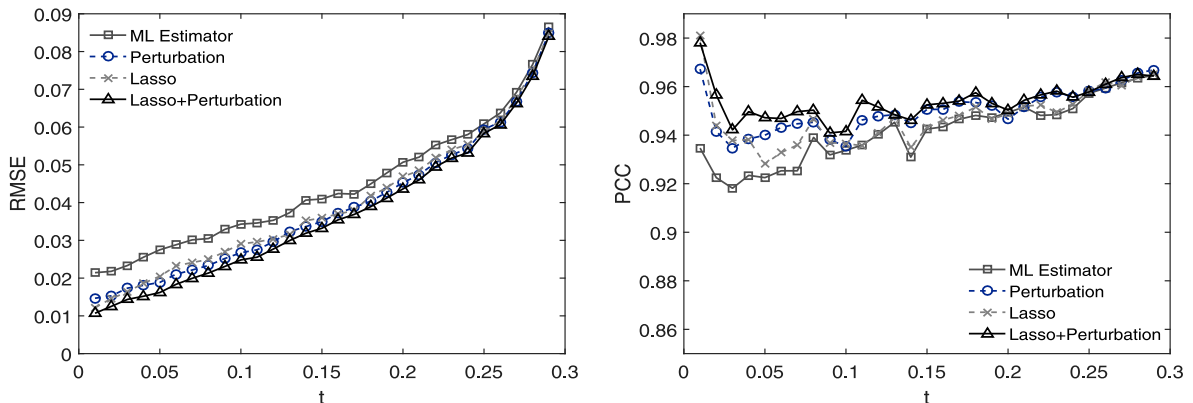 0.09
0.08
0.07
0.06
0.05
0.04
0.03
0.02
0.01
0
RMSE
ML Estimator
Perturbation
Lasso
Lasso+Perturbation
0 0.05 0.1 0.15 0.2 0.25 0.3
t
0.98
0.96
0.94
0.92
0.9
0.88
0.86
PCC
ML Estimator
Perturbation
Lasso
Lasso+Perturbation
0 0.05 0.1 0.15 0.2 0.25 0.3
t